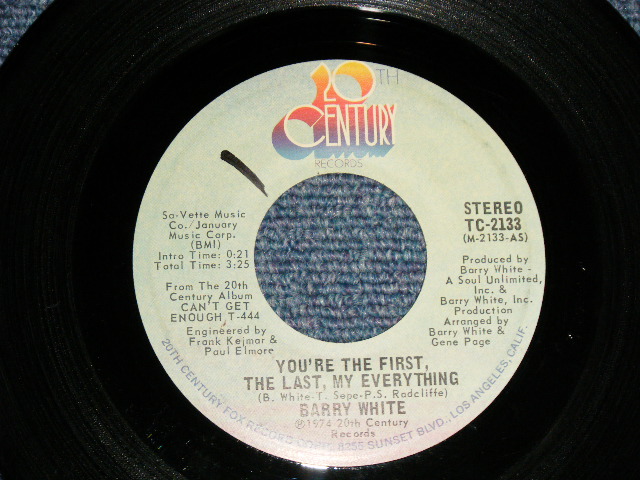 20TH
CENTURY
RECORDS
Sa-Vette Music
Co./January
Music Corp.
(BMI)
Intro Time: 0:21
Total Time: 3:25
From The 20th
Century Album
CAN'T GET
ENOUGH T-444
Engineered by
Frank Kejmar &
Paul Elmore
STEREO
TC-2133
(M-2133-AS)
Produced by
Barry White -
A Soul Unlimited,
Inc. &
Barry White, Inc.
Production
Arranged by
Barry White &
Gene Page
YOU'RE THE FIRST,
THE LAST, MY EVERYTHING
(B. White-T. Sepe-P.S. Radcliffe)
BARRY WHITE
℗1974 20th Century
Records
20TH CENTURY FOX RECORD CORP., 8255 SUNSET BLVD., LOS ANGELES, CALIF.